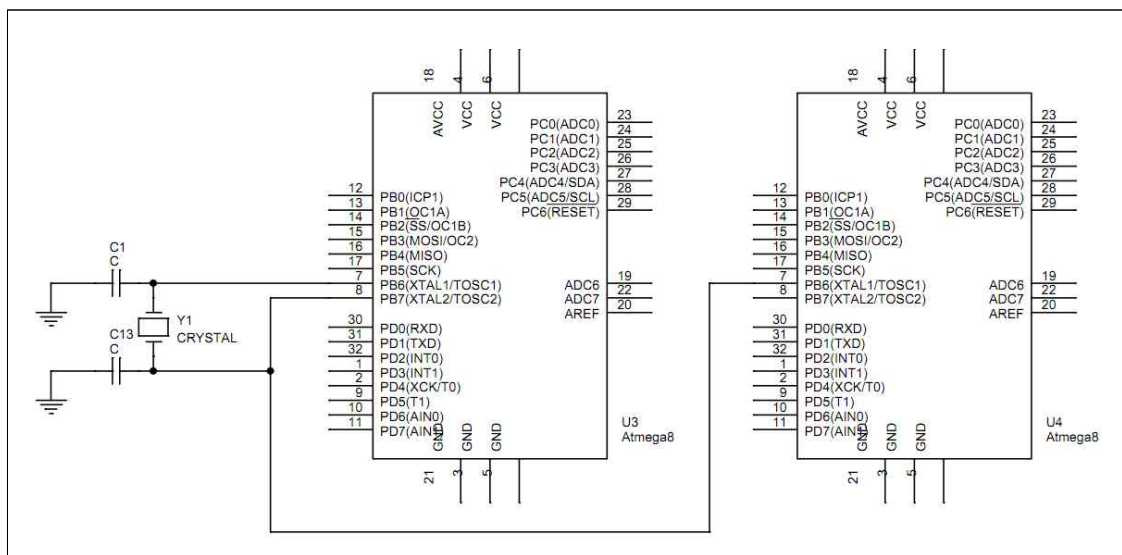 18
4
6
AVCC
VCC
VCC
PC0(ADC0)
23
PC1(ADC1)
24
PC2(ADC2)
25
PC3(ADC3)
26
PC4(ADC4/SDA)
27
PC5(ADC5/SCL)
28
PC6(RESET)
29
12
PB0(ICP1)
13
PB1(OC1A)
14
PB2(SS/OC1B)
15
PB3(MOSI/OC2)
16
PB4(MISO)
17
PB5(SCK)
7
PB6(XTAL1/TOSC1)
8
PB7(XTAL2/TOSC2)
ADC6
19
ADC7
22
AREF
20
30
PD0(RXD)
31
PD1(TXD)
32
PD2(INT0)
1
PD3(INT1)
2
PD4(XCK/T0)
9
PD5(T1)
10
PD6(AIN0)
11
PD7(AIN1)
GND
GND
21
3
5
U3
Atmega8
C1
C
Y1
CRYSTAL
C13
C
18
4
6
AVCC
VCC
VCC
PC0(ADC0)
23
PC1(ADC1)
24
PC2(ADC2)
25
PC3(ADC3)
26
PC4(ADC4/SDA)
27
PC5(ADC5/SCL)
28
PC6(RESET)
29
12
PB0(ICP1)
13
PB1(OC1A)
14
PB2(SS/OC1B)
15
PB3(MOSI/OC2)
16
PB4(MISO)
17
PB5(SCK)
7
PB6(XTAL1/TOSC1)
8
PB7(XTAL2/TOSC2)
ADC6
19
ADC7
22
AREF
20
30
PD0(RXD)
31
PD1(TXD)
32
PD2(INT0)
1
PD3(INT1)
2
PD4(XCK/T0)
9
PD5(T1)
10
PD6(AIN0)
11
PD7(AIN1)
GND
GND
GND
21
3
5
U4
Atmega8